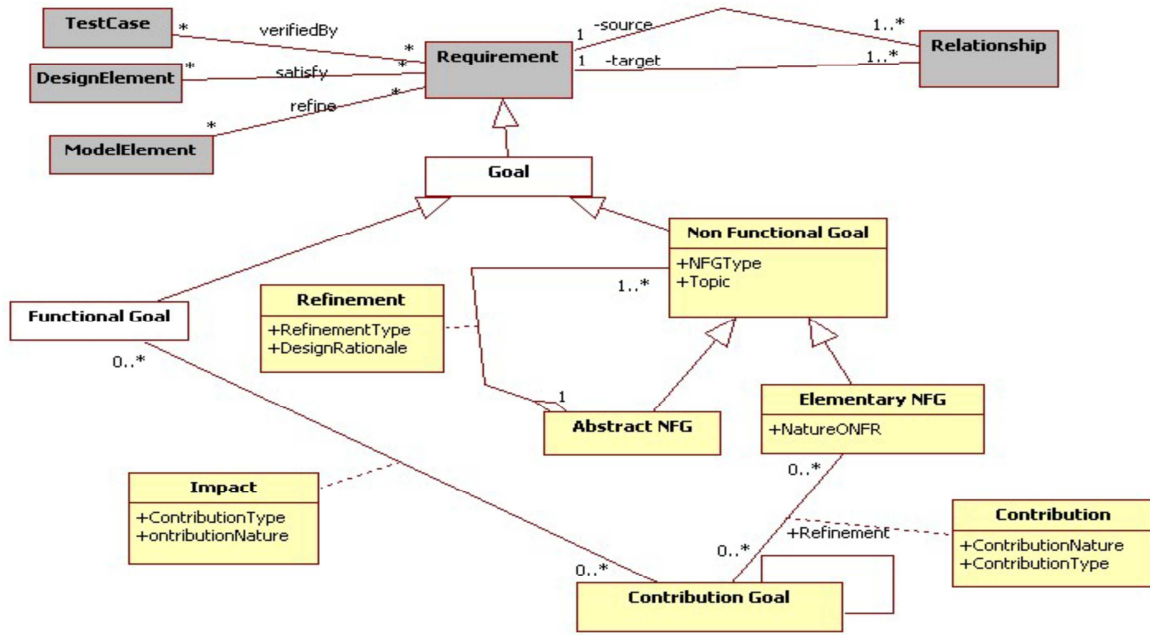 TestCase
*
verifiedBy
*
DesignElement
*
satisfy
*
ModelElement
*
refine
*
Requirement
1
-source
1..*
1
-target
1..*
Relationship
Goal
Non Functional Goal
+NFGType
+Topic
1..*
Refinement
+RefinementType
+DesignRationale
Functional Goal
0..*
1
Abstract NFG
Elementary NFG
+NatureONFR
0..*
Impact
+ContributionType
+ontributionNature
Contribution
+ContributionNature
+ContributionType
+Refinement
0..*
0..*
Contribution Goal